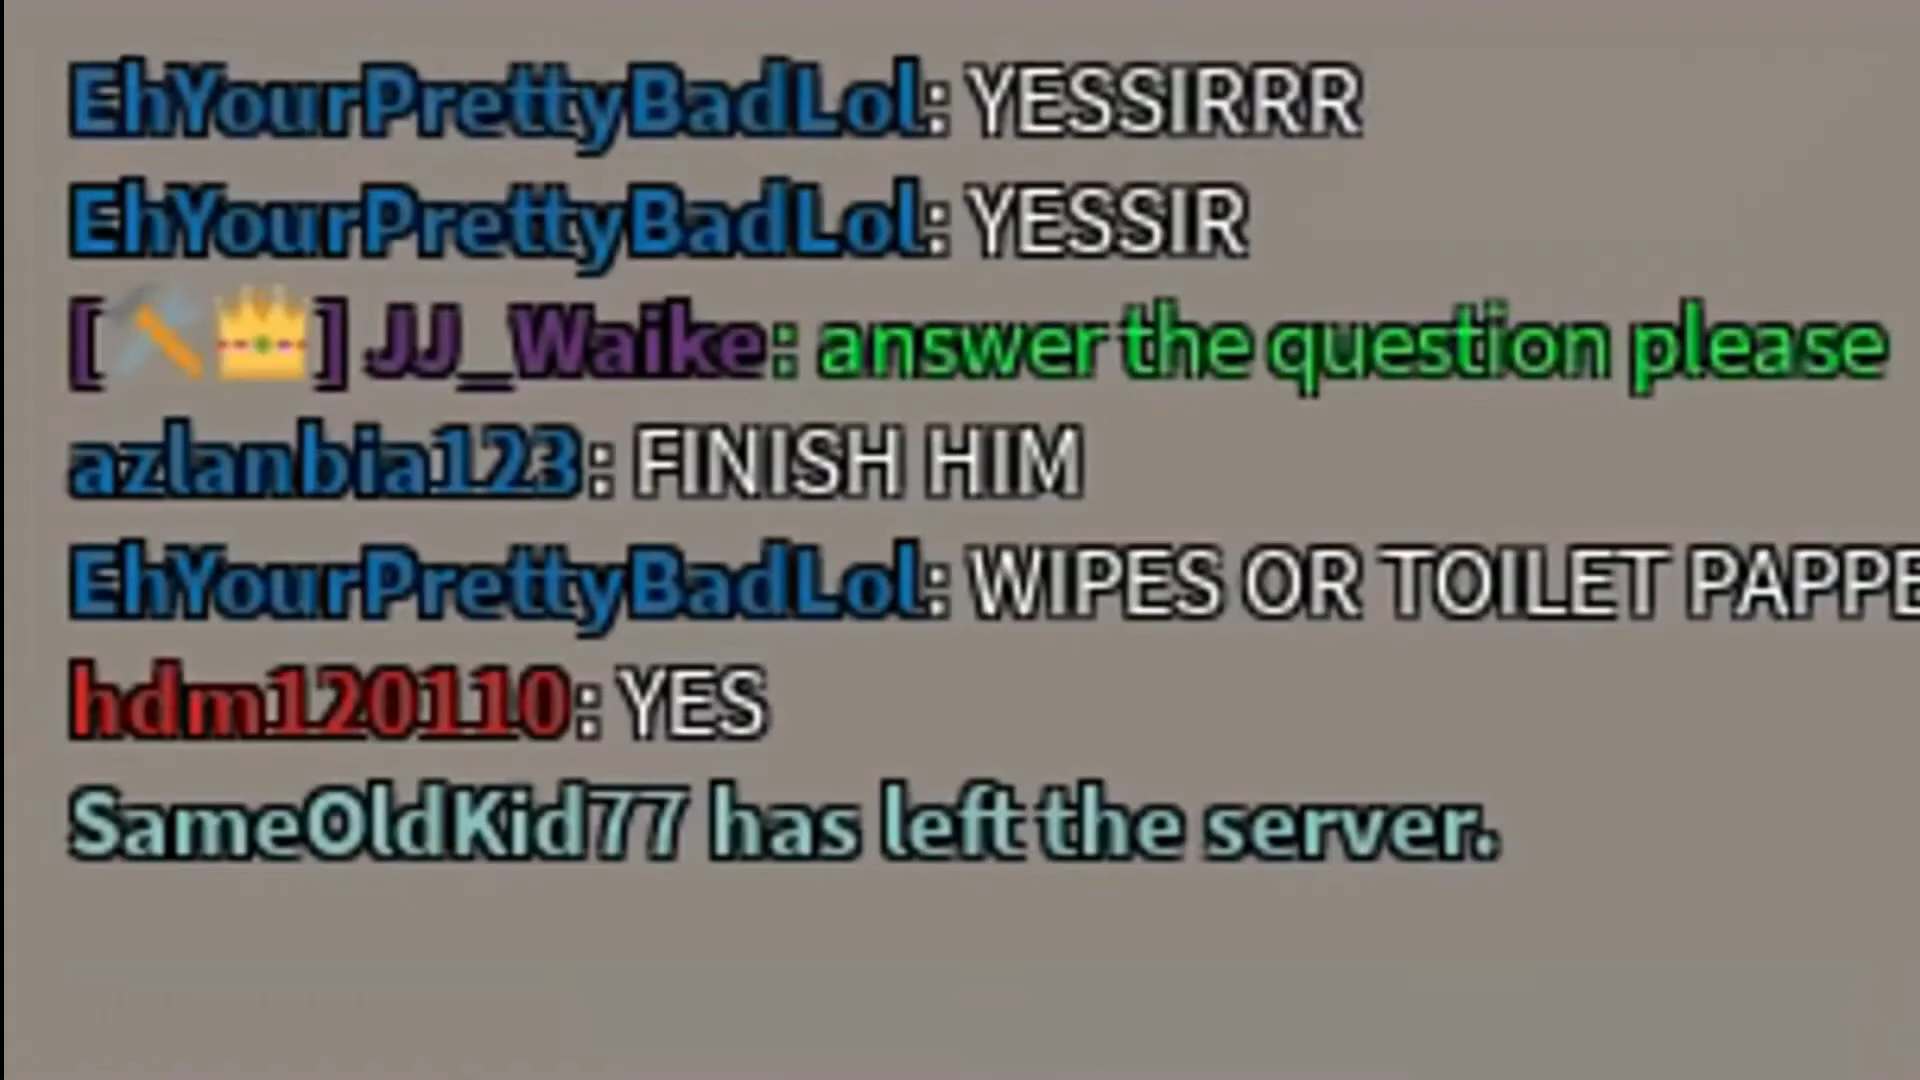 EhYourPrettyBadLol: YESSIRRR
EhYourPrettyBadLol: YESSIR
[🔨👑] JJ_Waike: answer the question please
azlanbia123: FINISH HIM
EhYourPrettyBadLol: WIPES OR TOILET PAPPE
hdm120110: YES
SameOldKid77 has left the server.